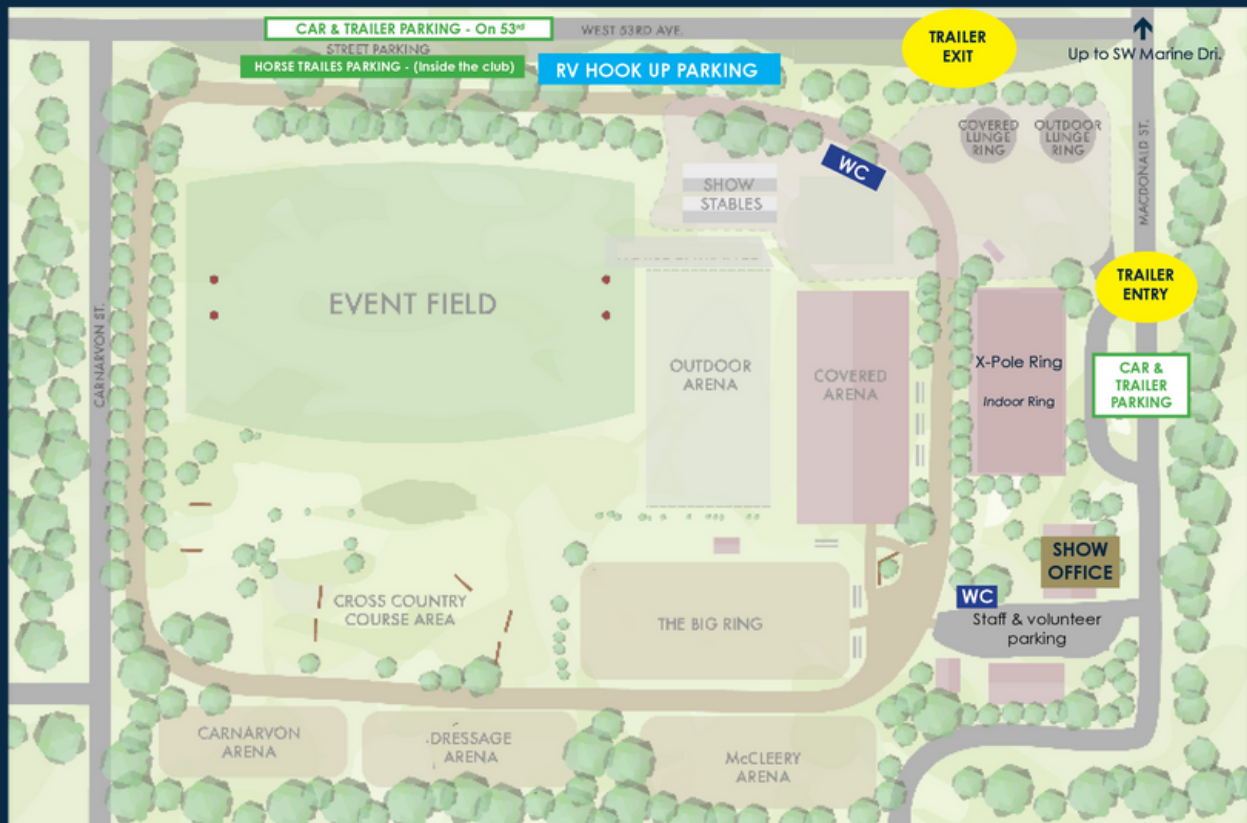 CAR & TRAILER PARKING - On 53rd
WEST 53RD AVE.
STREET PARKING
HORSE TRAILES PARKING - (Inside the club)
RV HOOK UP PARKING
TRAILER
EXIT
Up to SW Marine Dri.
COVERED
LUNGE
RING
OUTDOOR
LUNGE
RING
MACDONALD ST.
WC
SHOW
STABLES
TRAILER
ENTRY
EVENT FIELD
CARNARVON ST.
OUTDOOR
ARENA
COVERED
ARENA
X-Pole Ring
Indoor Ring
CAR &
TRAILER
PARKING
SHOW
OFFICE
WC
Staff & volunteer
parking
CROSS COUNTRY
COURSE AREA
THE BIG RING
CARNARVON
ARENA
DRESSAGE
ARENA
McCLEERY
ARENA